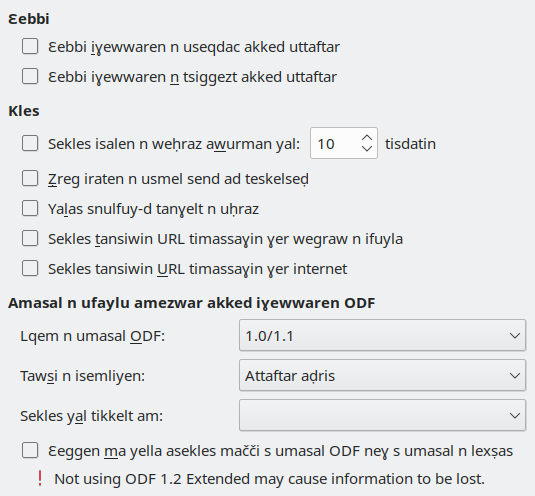 Ɛebbi
Ɛebbi iɣewwaren n useqdac akked uttaftar
Ɛebbi iɣewwaren n tsiggezt akked uttaftar
Kles
Sekles isalen n weḥraz awurman yal: 10 tisdatin
Ẓreg iraten n usmel send ad teskelseḍ
Yaḷas snulfuy-d tanɣelt n uḥraz
Sekles tansiwin URL timassaɣin ɣer wegraw n ifuyla
Sekles tansiwin URL timassaɣin ɣer internet
Amasal n ufaylu amezwar akked iɣewwaren ODF
Lqem n umasal ODF: 1.0/1.1
Tawsi n isemliyen: Attaftar aḍris
Sekles yal tikkelt am:
Ɛeggen ma yella asekles mačči s umasal ODF neɣ s umasal n lexṣas
! Not using ODF 1.2 Extended may cause information to be lost.